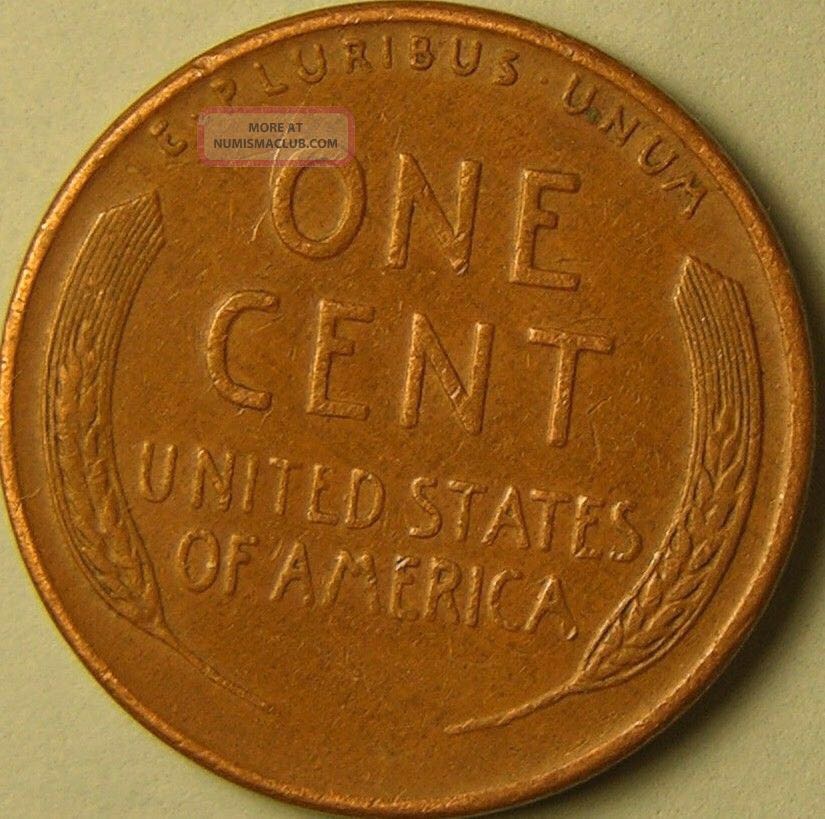 E·PLURIBUS·UNUM
MORE AT
NUMISMACLUB.COM
ONE
CENT
UNITED STATES
OF AMERICA